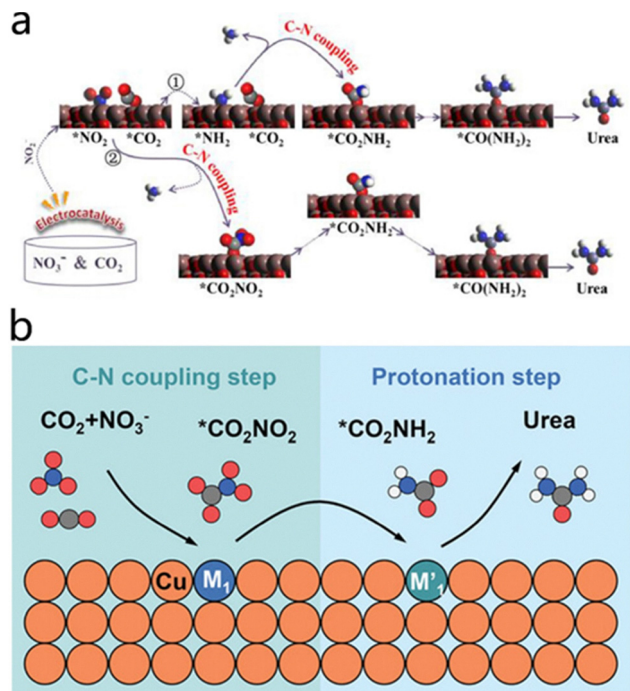 a
C-N coupling
①
*NO₂ *CO₂ *NH₂ *CO₂ *CO₂NH₂ *CO(NH₂)₂ Urea
②
C-N coupling
NO₂⁻
Electrocatalysis
NO₃⁻ & CO₂
*CO₂NH₂
*CO₂NO₂ *CO(NH₂)₂ Urea
b
C-N coupling step Protonation step
CO₂+NO₃⁻ *CO₂NO₂ *CO₂NH₂ Urea
Cu M₁ M'₁